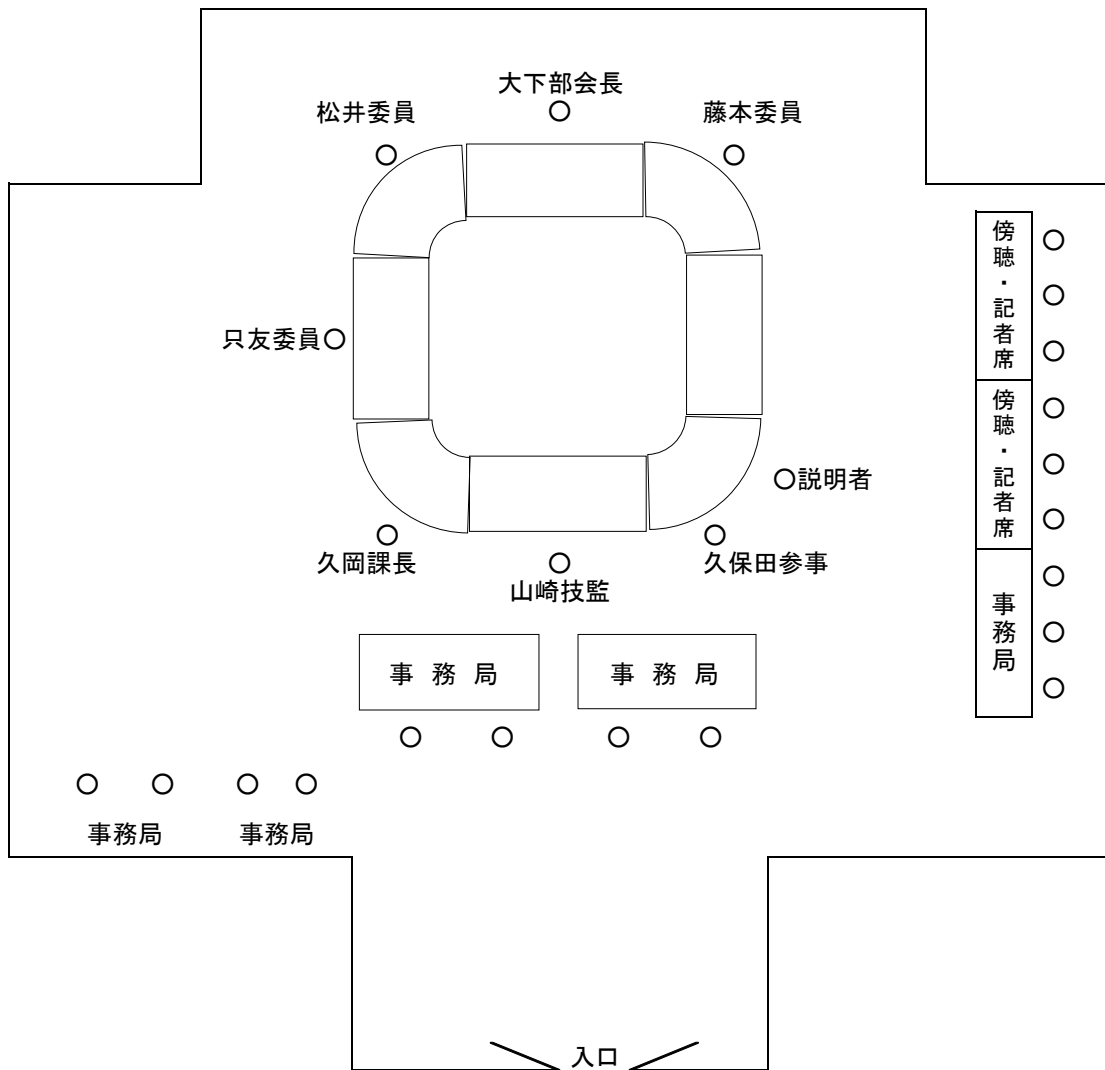 大下部会長
松井委員
藤本委員
傍聴・記者席
只友委員
傍聴・記者席
説明者
久岡課長
久保田参事
山崎技監
事務局
事務局
事務局
事務局
事務局
入口